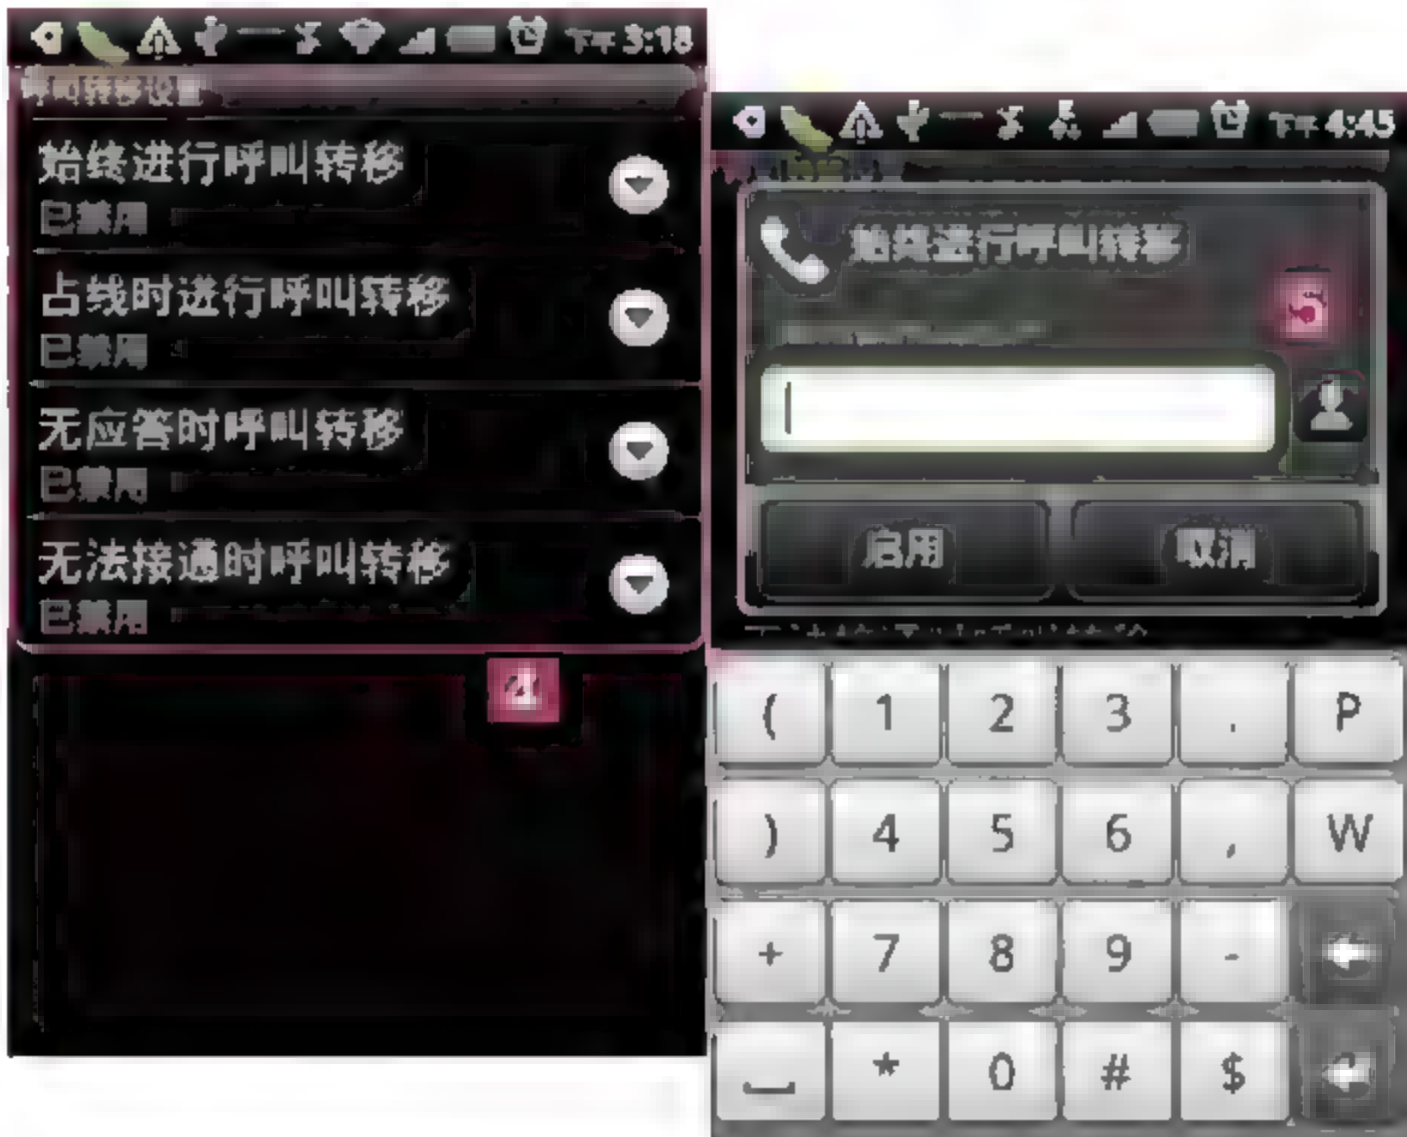 下午3:18
呼叫转移设置
始终进行呼叫转移
已禁用
占线时进行呼叫转移
已禁用
无应答时呼叫转移
已禁用
无法接通时呼叫转移
已禁用
4
下午4:45
始终进行呼叫转移
5
启用 取消
( 1 2 3 . P
) 4 5 6 , W
+ 7 8 9 -
* 0 # $